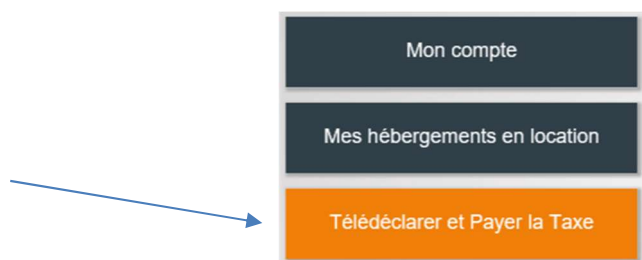 Mon compte
Mes hébergements en location
Télédéclarer et Payer la Taxe